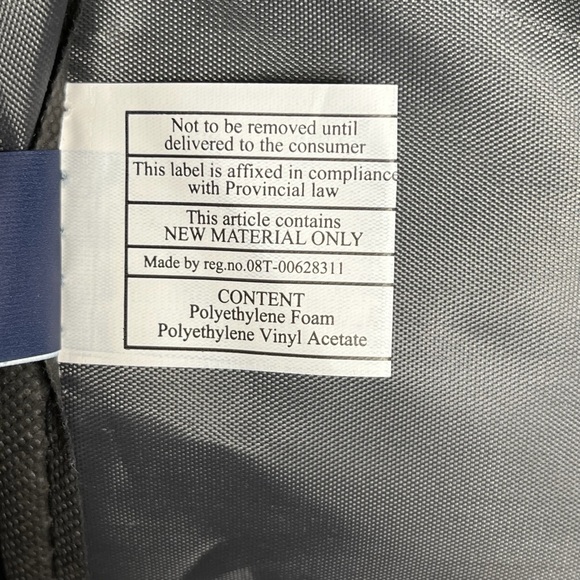 Not to be removed until
delivered to the consumer
This label is affixed in compliance
with Provincial law
This article contains
NEW MATERIAL ONLY
Made by reg.no.08T-00628311
CONTENT
Polyethylene Foam
Polyethylene Vinyl Acetate